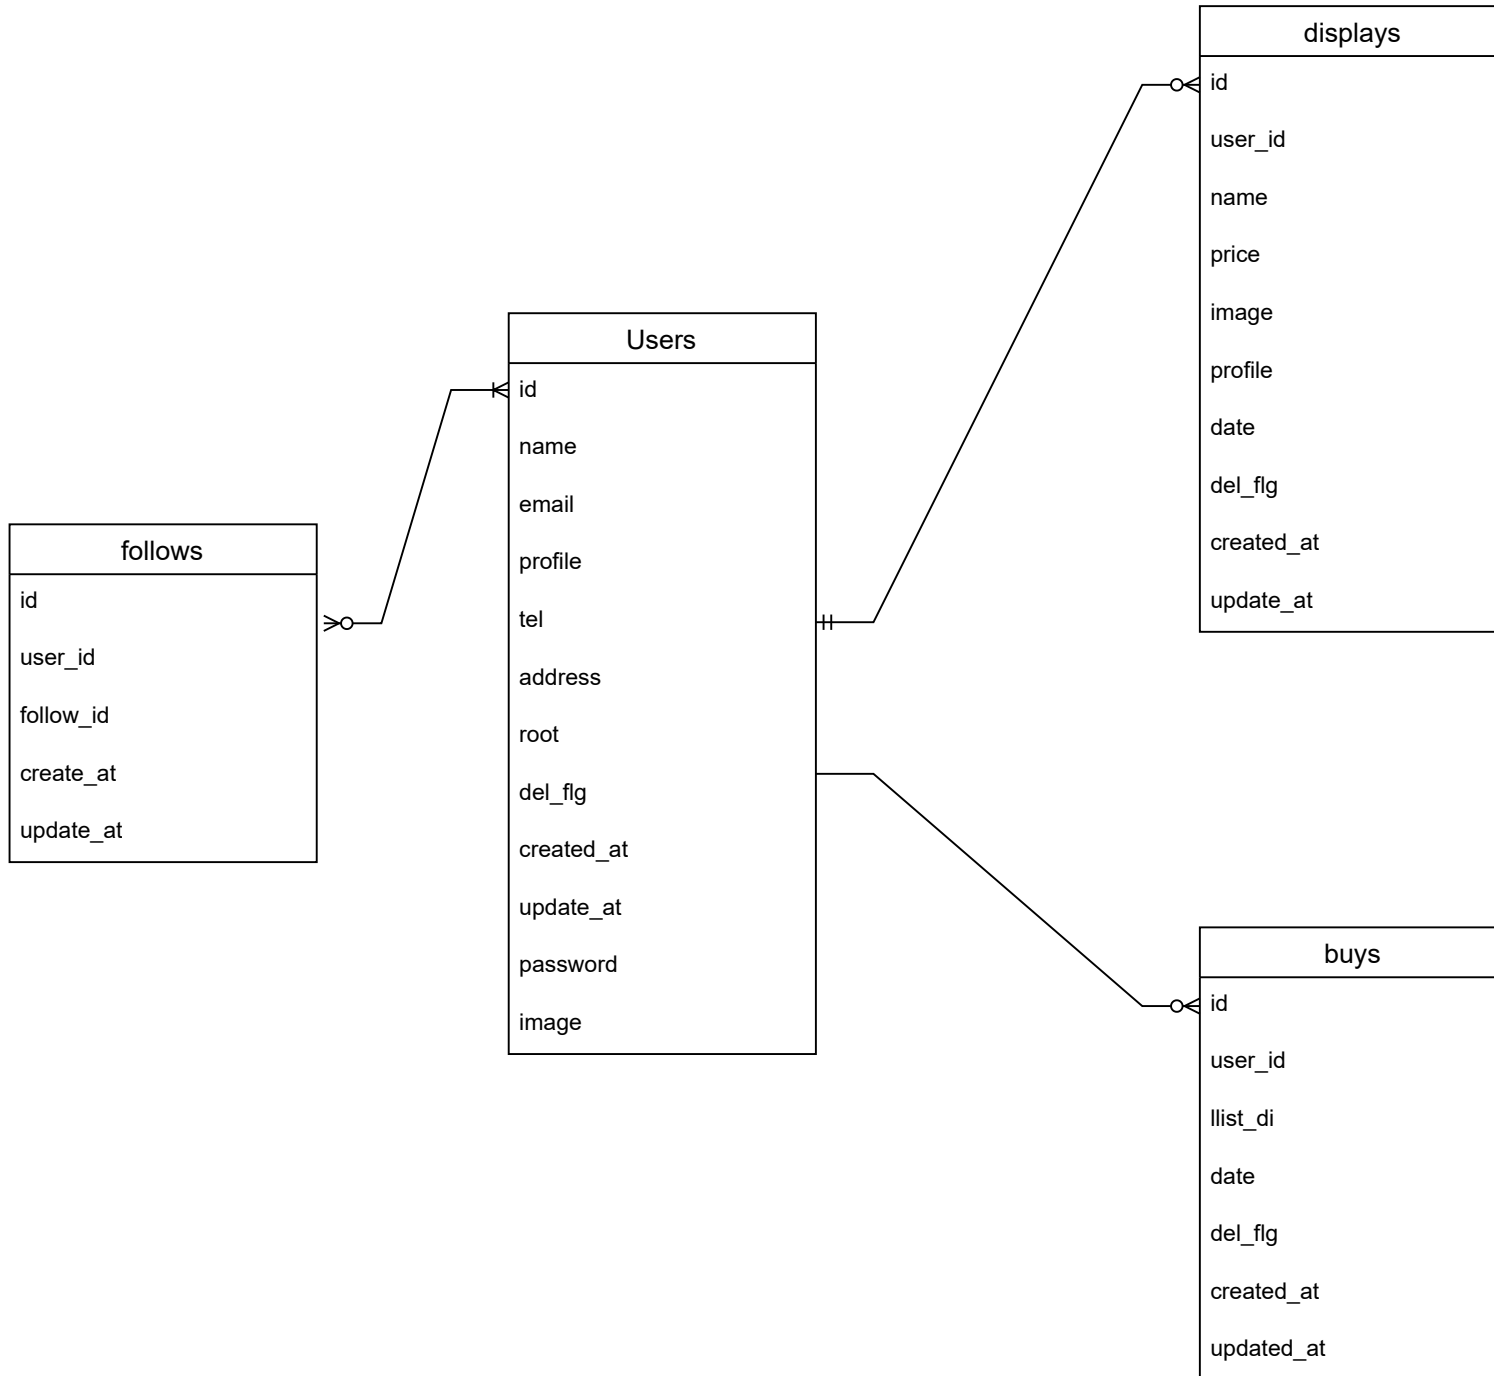 displays
id
user_id
name
price
image
profile
date
del_flg
created_at
update_at
Users
id
name
email
profile
tel
address
root
del_flg
created_at
update_at
password
image
follows
id
user_id
follow_id
create_at
update_at
buys
id
user_id
llist_di
date
del_flg
created_at
updated_at